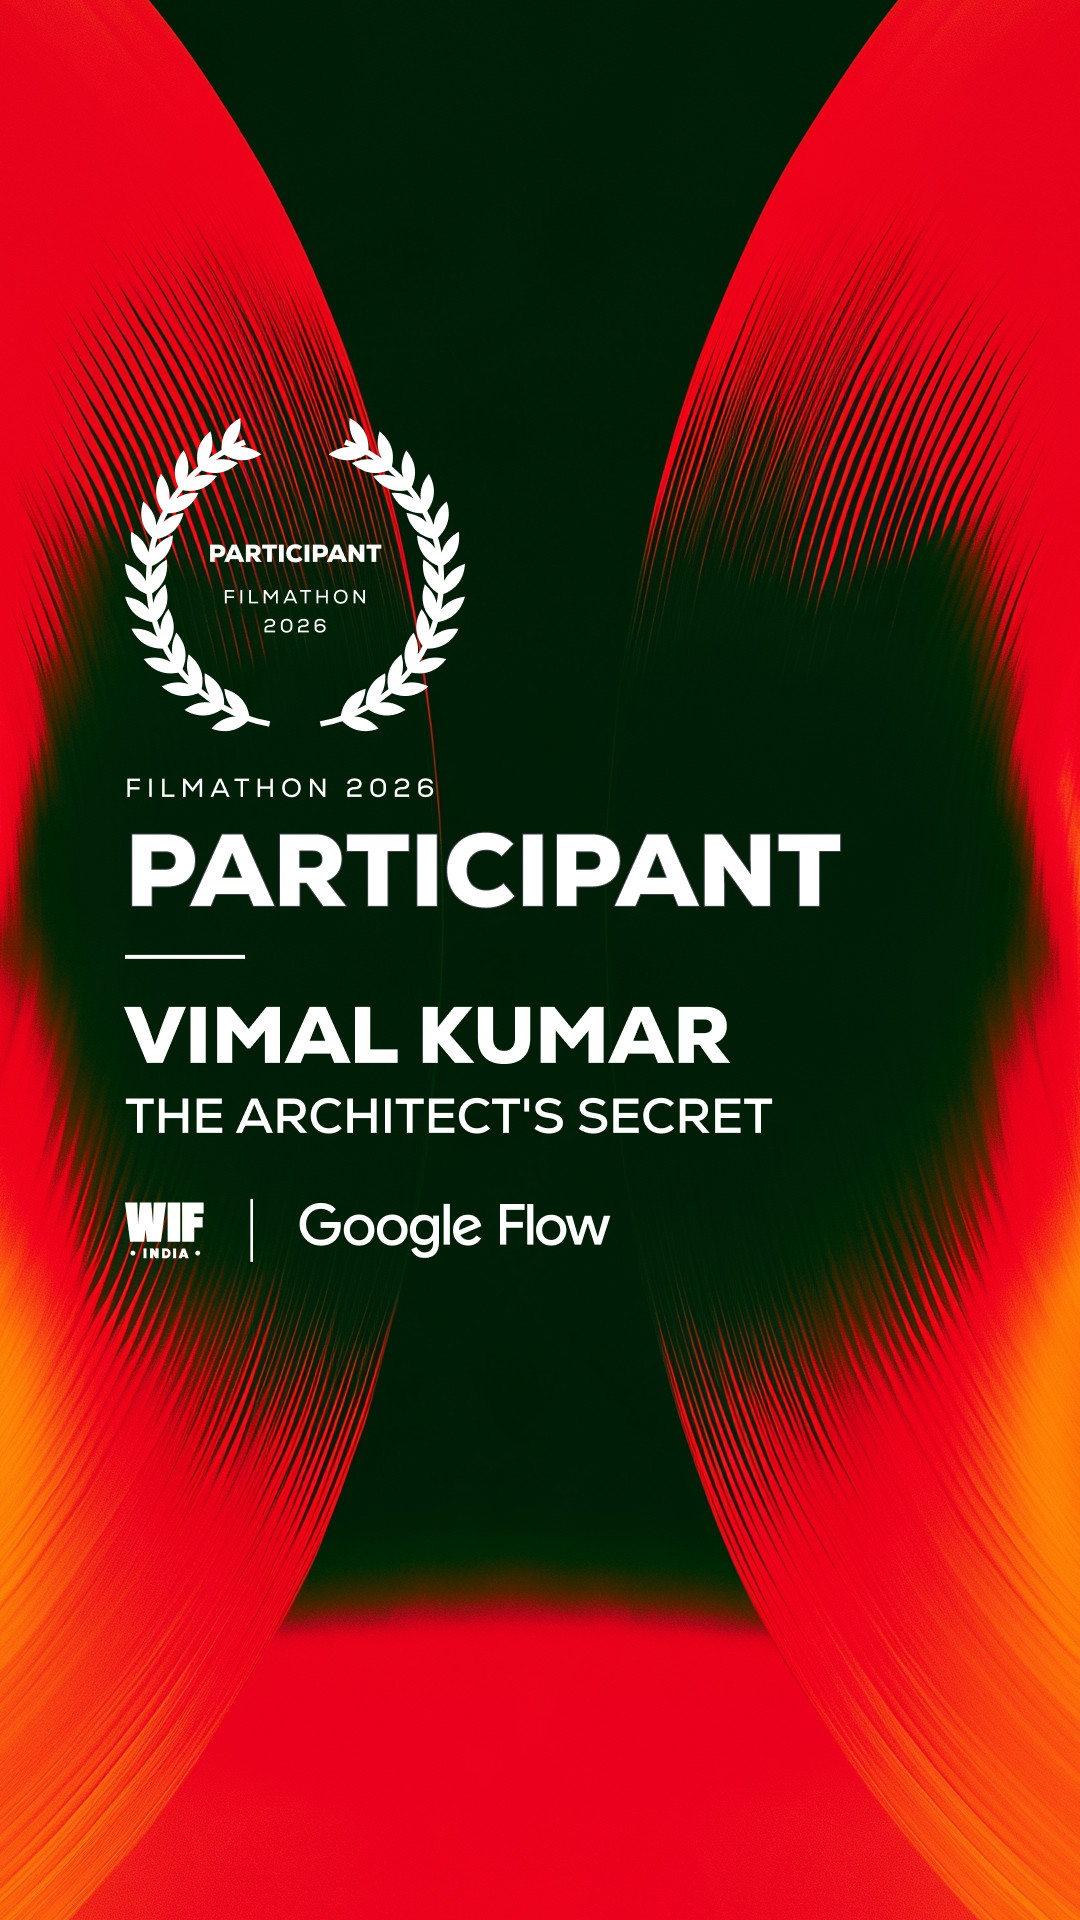 PARTICIPANT
FILMATHON
2026
FILMATHON 2026
PARTICIPANT
VIMAL KUMAR
THE ARCHITECT'S SECRET
WIF
• INDIA •
Google Flow